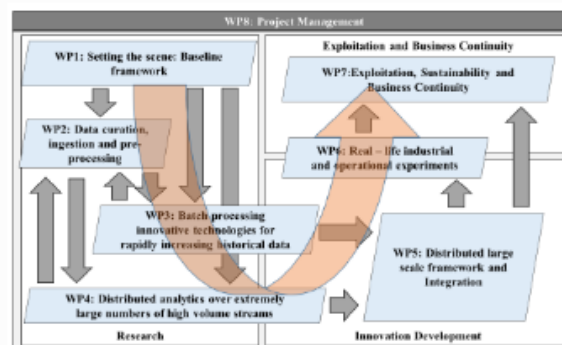 WP8: Project Management
WP1: Setting the scene: Baseline
framework
WP2: Data curation,
ingestion and pre-
processing
WP3: Batch processing
innovative technologies for
rapidly increasing historical data
WP4: Distributed analytics over extremely
large numbers of high volume streams
Research
Exploitation and Business Continuity
WP7:Exploitation, Sustainability and
Business Continuity
WP6: Real – life industrial
and operational experiments
WP5: Distributed large
scale framework and
Integration
Innovation Development